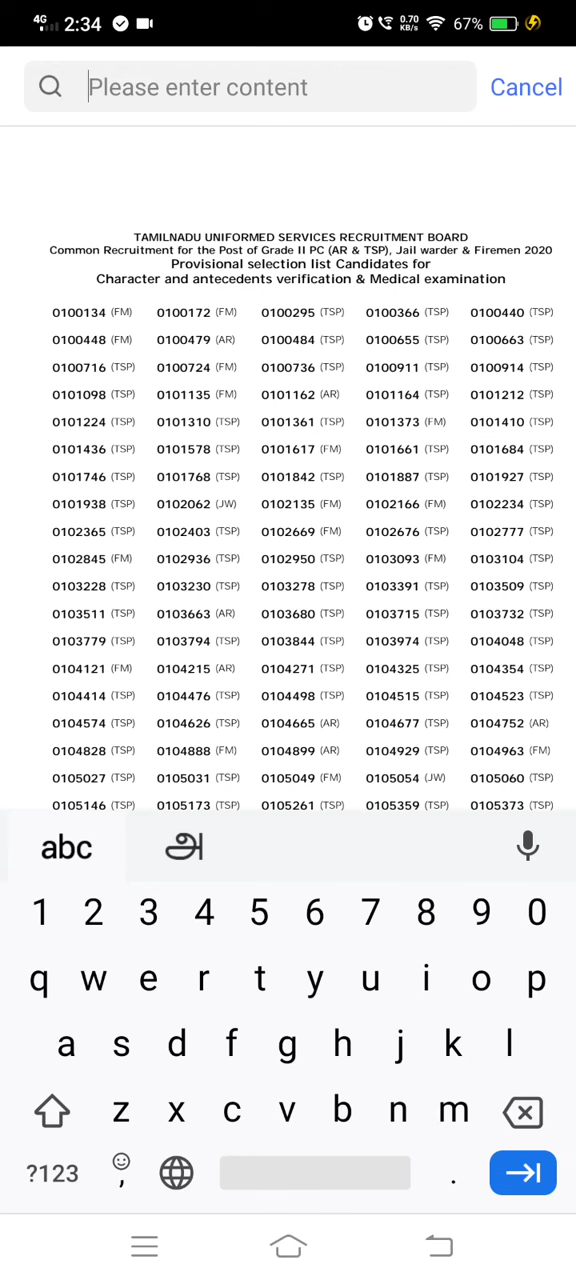 4G 2:34 0.70 KB/s 67%
Please enter content Cancel
TAMILNADU UNIFORMED SERVICES RECRUITMENT BOARD
Common Recruitment for the Post of Grade II PC (AR & TSP), Jail warder & Firemen 2020
Provisional selection list Candidates for
Character and antecedents verification & Medical examination
0100134 (FM) 0100172 (FM) 0100295 (TSP) 0100366 (TSP) 0100440 (TSP)
0100448 (FM) 0100479 (AR) 0100484 (TSP) 0100655 (TSP) 0100663 (TSP)
0100716 (TSP) 0100724 (FM) 0100736 (TSP) 0100911 (TSP) 0100914 (TSP)
0101098 (TSP) 0101135 (FM) 0101162 (AR) 0101164 (TSP) 0101212 (TSP)
0101224 (TSP) 0101310 (TSP) 0101361 (TSP) 0101373 (FM) 0101410 (TSP)
0101436 (TSP) 0101578 (TSP) 0101617 (FM) 0101661 (TSP) 0101684 (TSP)
0101746 (TSP) 0101768 (TSP) 0101842 (TSP) 0101887 (TSP) 0101927 (TSP)
0101938 (TSP) 0102062 (JW) 0102135 (FM) 0102166 (FM) 0102234 (TSP)
0102365 (TSP) 0102403 (TSP) 0102669 (FM) 0102676 (TSP) 0102777 (TSP)
0102845 (FM) 0102936 (TSP) 0102950 (TSP) 0103093 (FM) 0103104 (TSP)
0103228 (TSP) 0103230 (TSP) 0103278 (TSP) 0103391 (TSP) 0103509 (TSP)
0103511 (TSP) 0103663 (AR) 0103680 (TSP) 0103715 (TSP) 0103732 (TSP)
0103779 (TSP) 0103794 (TSP) 0103844 (TSP) 0103974 (TSP) 0104048 (TSP)
0104121 (FM) 0104215 (AR) 0104271 (TSP) 0104325 (TSP) 0104354 (TSP)
0104414 (TSP) 0104476 (TSP) 0104498 (TSP) 0104515 (TSP) 0104523 (TSP)
0104574 (TSP) 0104626 (TSP) 0104665 (AR) 0104677 (TSP) 0104752 (AR)
0104828 (TSP) 0104888 (FM) 0104899 (AR) 0104929 (TSP) 0104963 (FM)
0105027 (TSP) 0105031 (TSP) 0105049 (FM) 0105054 (JW) 0105060 (TSP)
0105146 (TSP) 0105173 (TSP) 0105261 (TSP) 0105359 (TSP) 0105373 (TSP)
abc அ
1 2 3 4 5 6 7 8 9 0
q w e r t y u i o p
a s d f g h j k l
z x c v b n m
?123 , .